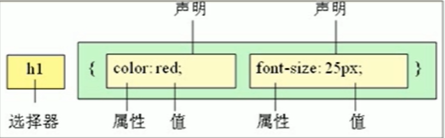 声明 声明
h1 { color: red; font-size: 25px; }
选择器 属性 值 属性 值